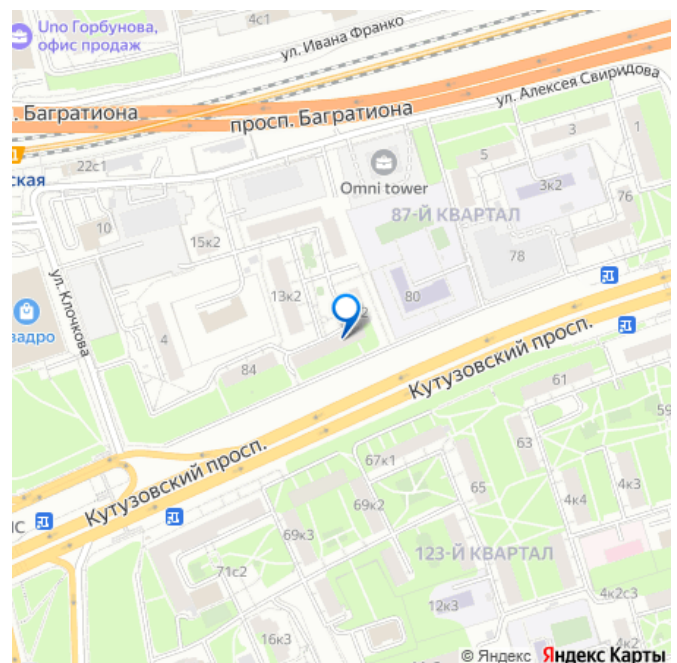 4с1
Uno Горбунова,
офис продаж
ул. Ивана Франко
. Багратиона
просп. Багратиона
ул. Алексея Свиридова
1
3
5
22с1
ская
Omni tower
3к2
76
87-Й КВАРТАЛ
10
15к2
78
ул. Клочкова
13к2
80
2
вадро
4
84
Кутузовский просп.
61
59
63
67к1
Кутузовский просп.
65
4к3
4к4
69к2
МС
69к3
123-Й КВАРТАЛ
71с2
4к2с3
12к3
16к3
4к2
© Яндекс Яндекс Карты